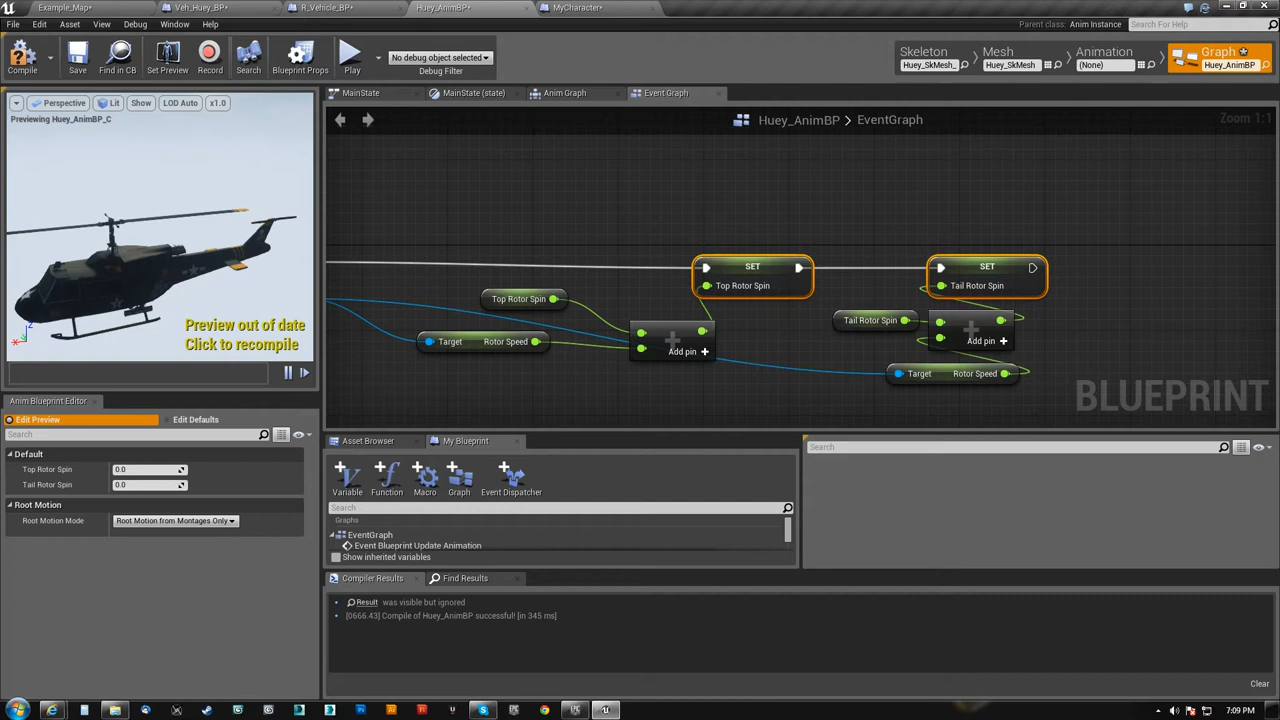 Example_Map*
Veh_Huey_BP*
R_Vehicle_BP*
Huey_AnimBP*
MyCharacter*
File
Edit
Asset
View
Debug
Window
Help
Parent class: Anim Instance
Search For Help
Compile
Save
Find in CB
Set Preview
Record
Search
Blueprint Props
Play
No debug object selected
Debug Filter
Skeleton
Huey_SkMesh_
Mesh
Huey_SkMesh
Animation
(None)
Graph
Huey_AnimBP
Perspective
Lit
Show
LOD Auto
x1.0
Previewing Huey_AnimBP_C
Preview out of date
Click to recompile
MainState
MainState (state)
Anim Graph
Event Graph
Huey_AnimBP > EventGraph
Zoom 1:1
SET
Top Rotor Spin
SET
Tail Rotor Spin
Top Rotor Spin
Target Rotor Speed
Add pin
Tail Rotor Spin
Add pin
Target Rotor Speed
BLUEPRINT
Anim Blueprint Editor
Edit Preview
Edit Defaults
Search
Default
Top Rotor Spin 0.0
Tail Rotor Spin 0.0
Root Motion
Root Motion Mode Root Motion from Montages Only
Asset Browser
My Blueprint
Variable
Function
Macro
Graph
Event Dispatcher
Search
Graphs
EventGraph
Event Blueprint Update Animation
Show inherited variables
Search
Compiler Results
Find Results
Result was visible but ignored
[0666.43] Compile of Huey_AnimBP successful! [in 345 ms]
Clear
7:09 PM